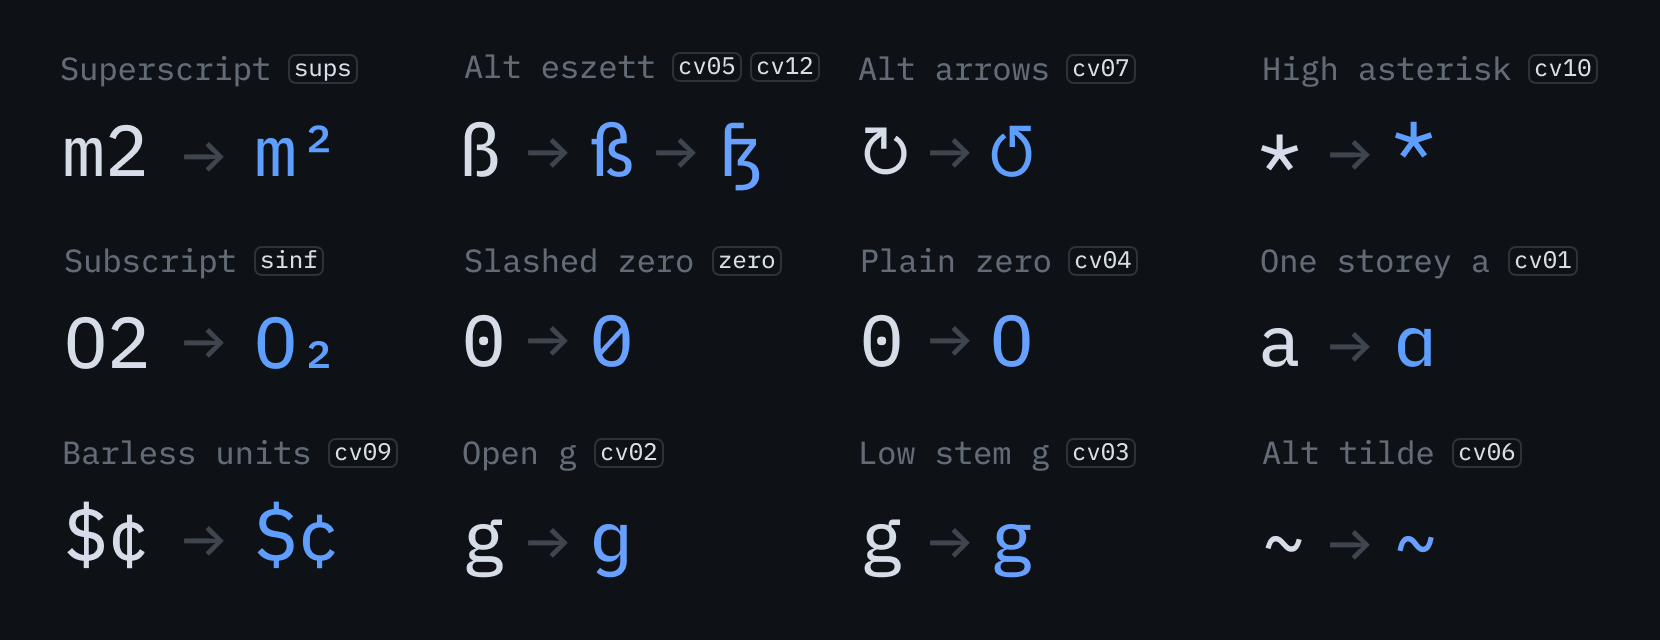 Superscript sups Alt eszett cv05 cv12 Alt arrows cv07 High asterisk cv10
m2 → m² ß → ß → ꜩ ↻ → ↺ * → *
Subscript sinf Slashed zero zero Plain zero cv04 One storey a cv01
O2 → O₂ 0 → 0 0 → 0 a → ɑ
Barless units cv09 Open g cv02 Low stem g cv03 Alt tilde cv06
$¢ → $¢ g → g g → g ~ → ~